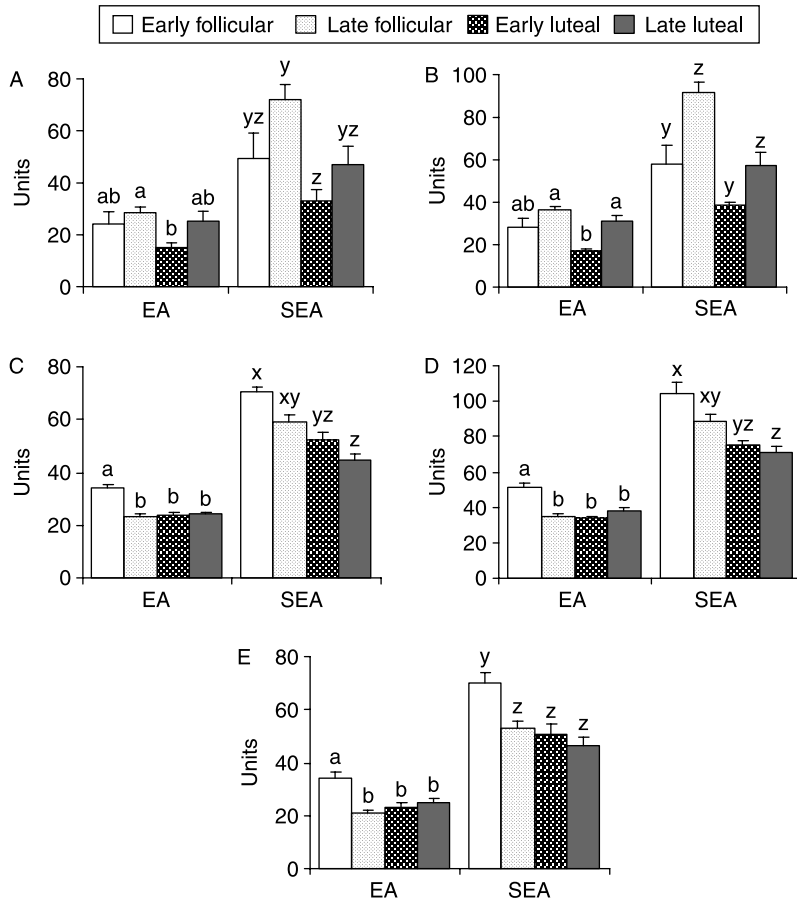 Early follicular Late follicular Early luteal Late luteal
A
80
60
40
20
0
Units
ab a b ab
yz y z yz
EA SEA
B
100
80
60
40
20
0
Units
ab a b a
y z y z
EA SEA
C
80
60
40
20
0
Units
a b b b
x xy yz z
EA SEA
D
120
100
80
60
40
20
0
Units
a b b b
x xy yz z
EA SEA
E
80
60
40
20
0
Units
a b b b
y z z z
EA SEA